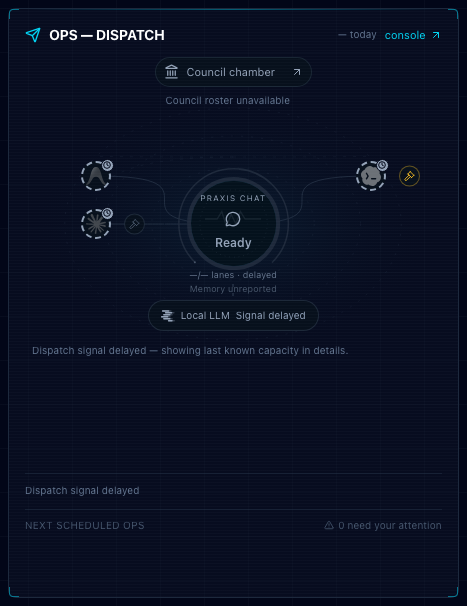 OPS — DISPATCH
— today console
Council chamber
Council roster unavailable
PRAXIS CHAT
Ready
—/— lanes · delayed
Memory unreported
Local LLM Signal delayed
Dispatch signal delayed — showing last known capacity in details.
Dispatch signal delayed
NEXT SCHEDULED OPS
0 need your attention